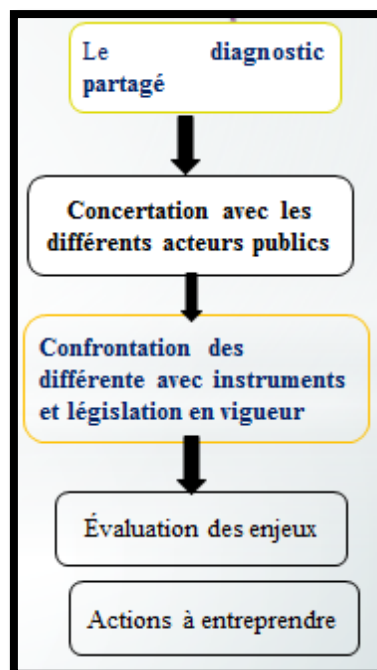 Le diagnostic
partagé
Concertation avec les
différents acteurs publics
Confrontation des
différente avec instruments
et législation en vigueur
Évaluation des enjeux
Actions à entreprendre